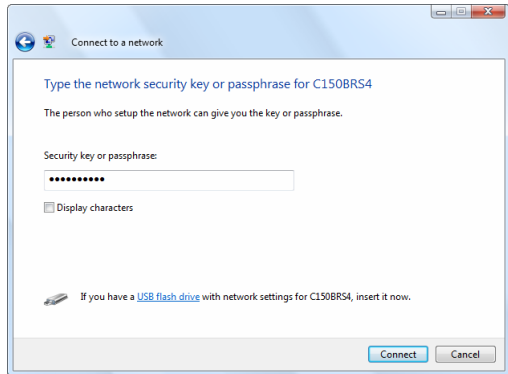 Connect to a network
Type the network security key or passphrase for C150BRS4
The person who setup the network can give you the key or passphrase.
Security key or passphrase:
••••••••••
Display characters
If you have a USB flash drive with network settings for C150BRS4, insert it now.
Connect Cancel